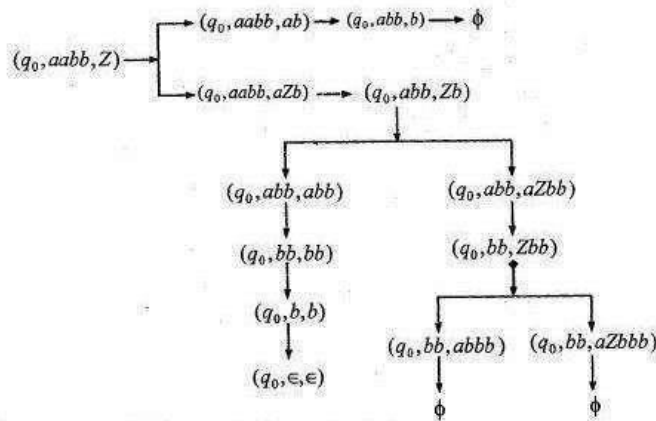 (q₀,aabb,ab) → (q₀,abb,b) → ϕ
(q₀,aabb,Z)
(q₀,aabb,aZb) → (q₀,abb,Zb)
(q₀,abb,abb) (q₀,abb,aZbb)
(q₀,bb,bb) (q₀,bb,Zbb)
(q₀,b,b)
(q₀,bb,abbb) (q₀,bb,aZbbb)
(q₀,∈,∈)
ϕ ϕ